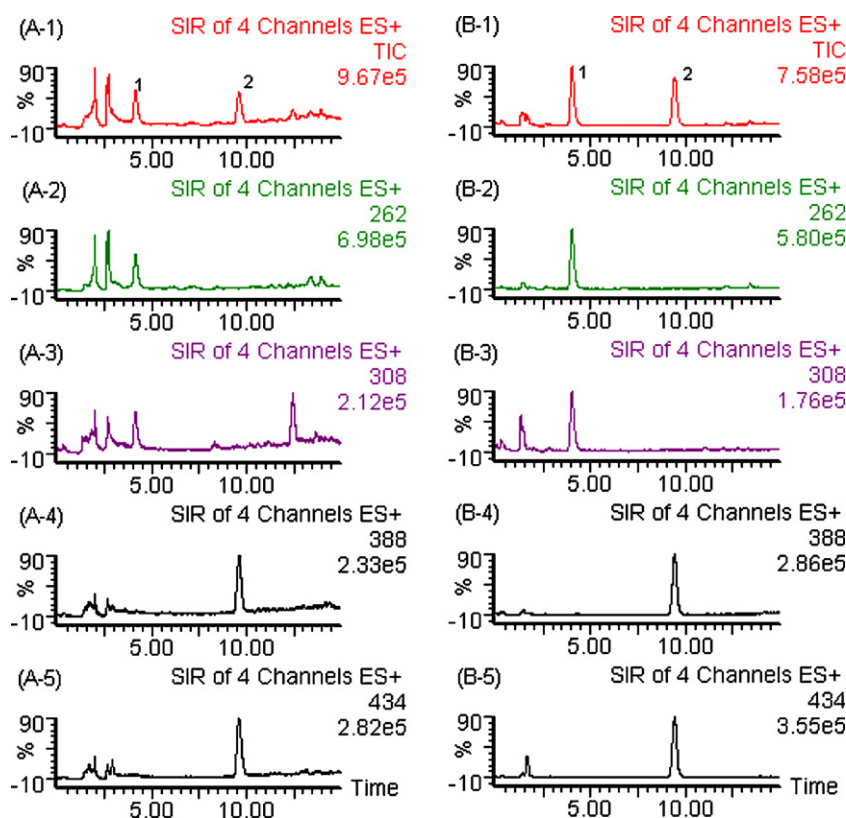 (A-1) SIR of 4 Channels ES+
TIC
9.67e5
90
%
-10
1
2
5.00 10.00
(B-1) SIR of 4 Channels ES+
TIC
7.58e5
90
%
-10
1
2
5.00 10.00
(A-2) SIR of 4 Channels ES+
262
6.98e5
90
%
-10
5.00 10.00
(B-2) SIR of 4 Channels ES+
262
5.80e5
90
%
-10
5.00 10.00
(A-3) SIR of 4 Channels ES+
308
2.12e5
90
%
-10
5.00 10.00
(B-3) SIR of 4 Channels ES+
308
1.76e5
90
%
-10
5.00 10.00
(A-4) SIR of 4 Channels ES+
388
2.33e5
90
%
-10
5.00 10.00
(B-4) SIR of 4 Channels ES+
388
2.86e5
90
%
-10
5.00 10.00
(A-5) SIR of 4 Channels ES+
434
2.82e5
90
%
-10
Time
5.00 10.00
(B-5) SIR of 4 Channels ES+
434
3.55e5
90
%
-10
Time
5.00 10.00